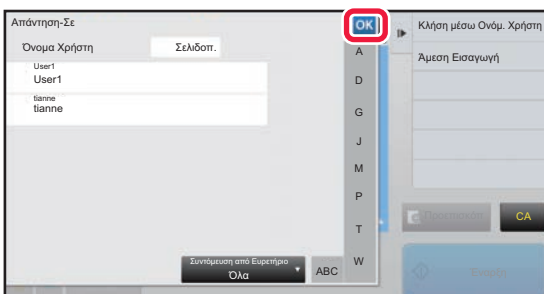 Απάντηση-Σε
OK
Όνομα Χρήστη
Σελιδοπ.
User1
User1
tianne
tianne
A
D
G
J
M
P
T
W
Συντόμευση από Ευρετήριο
Όλα
ABC
Κλήση μέσω Ονόμ. Χρήστη
Άμεση Εισαγωγή
CA